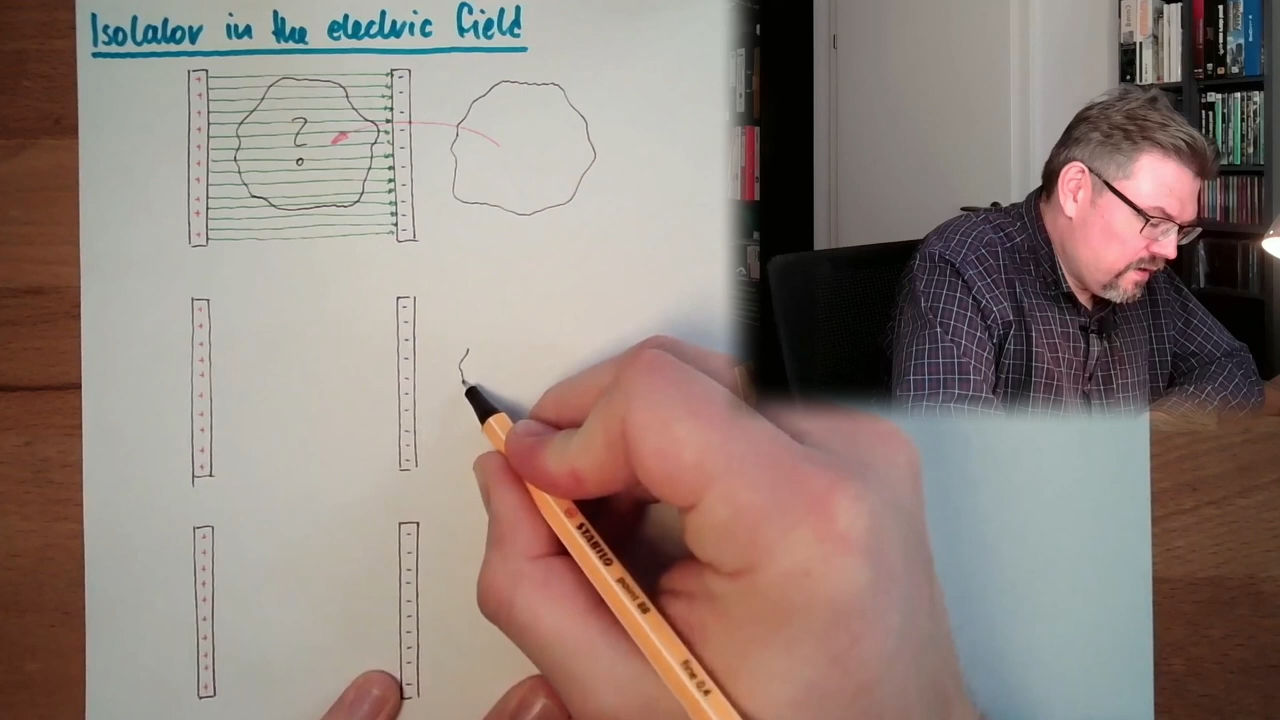 Isolator in the electric field
?
STABILO point 88
fine 0,4